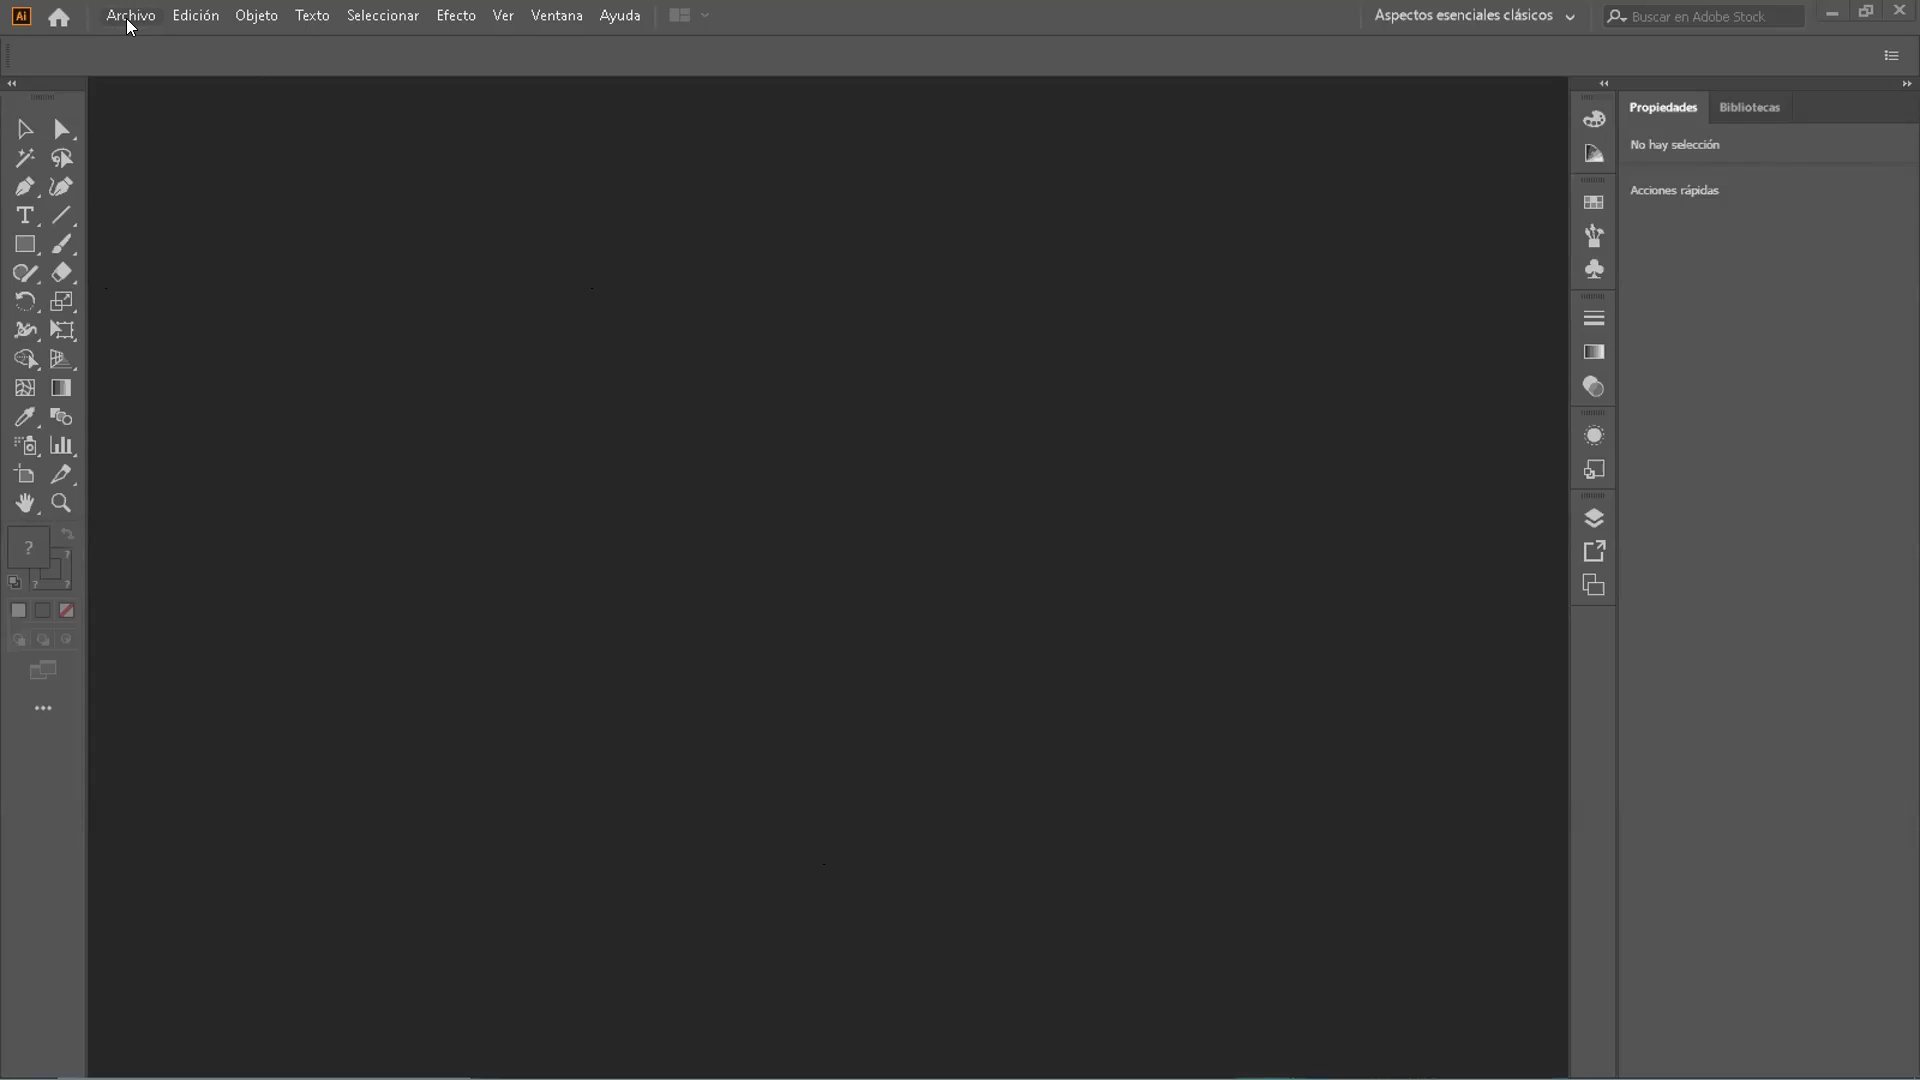 Ai Archivo Edición Objeto Texto Seleccionar Efecto Ver Ventana Ayuda Aspectos esenciales clásicos Buscar en Adobe Stock
Propiedades Bibliotecas
No hay selección
Acciones rápidas
T
?
?
? ?